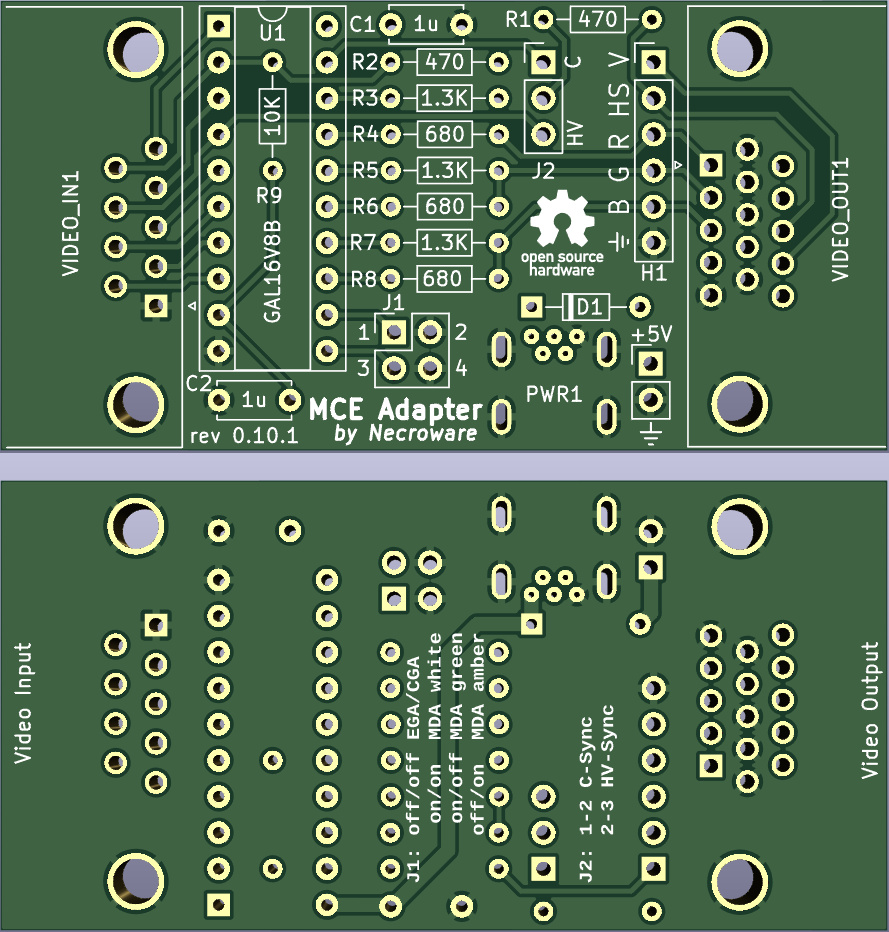 U1
C1 1u
R1 470
R2 470
C
V
R3 1.3K
HS
10K
R4 680
HV
R
R5 1.3K
J2
G
R9
R6 680
B
VIDEO_IN1
GAL16V8B
R7 1.3K
open source
hardware
VIDEO_OUT1
R8 680
H1
J1
D1
1 2
+5V
3 4
C2
1u
PWR1
MCE Adapter
by Necroware
rev 0.10.1
Video Input
J1: off/off EGA/CGA
on/on MDA white
on/off MDA green
off/on MDA amber
J2: 1-2 C-Sync
2-3 HV-Sync
Video Output